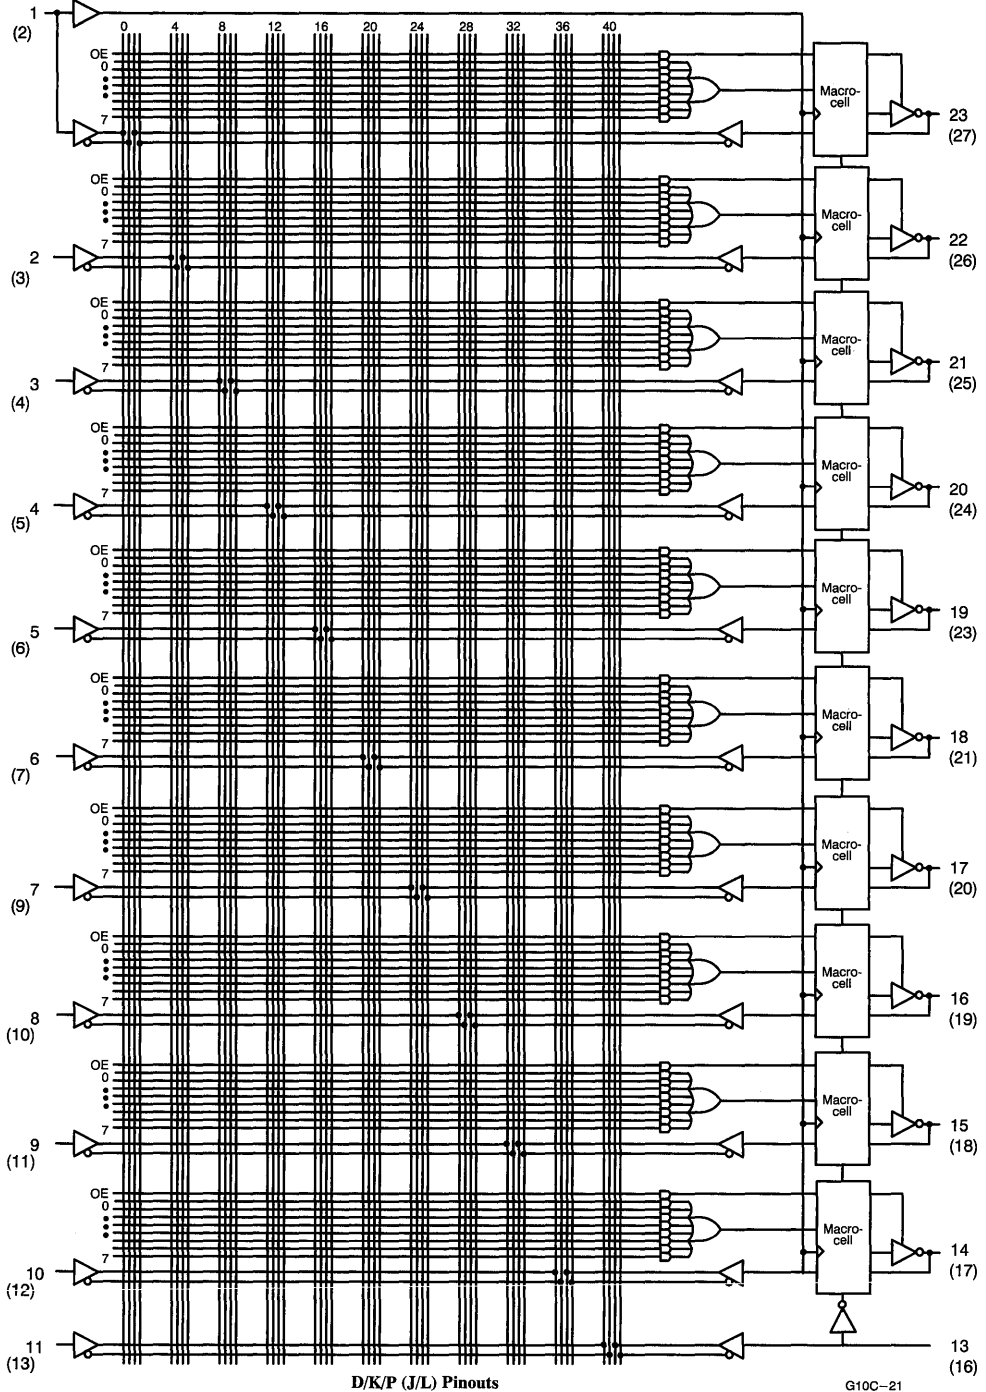 1
(2)
0 4 8 12 16 20 24 28 32 36 40
OE
0
7
Macro-
cell
23
(27)
OE
0
7
2
(3)
Macro-
cell
22
(26)
OE
0
7
3
(4)
Macro-
cell
21
(25)
OE
0
7
4
(5)
Macro-
cell
20
(24)
OE
0
7
5
(6)
Macro-
cell
19
(23)
OE
0
7
6
(7)
Macro-
cell
18
(21)
OE
0
7
7
(9)
Macro-
cell
17
(20)
OE
0
7
8
(10)
Macro-
cell
16
(19)
OE
0
7
9
(11)
Macro-
cell
15
(18)
OE
0
7
10
(12)
Macro-
cell
14
(17)
11
(13)
13
(16)
D/K/P (J/L) Pinouts
G10C–21